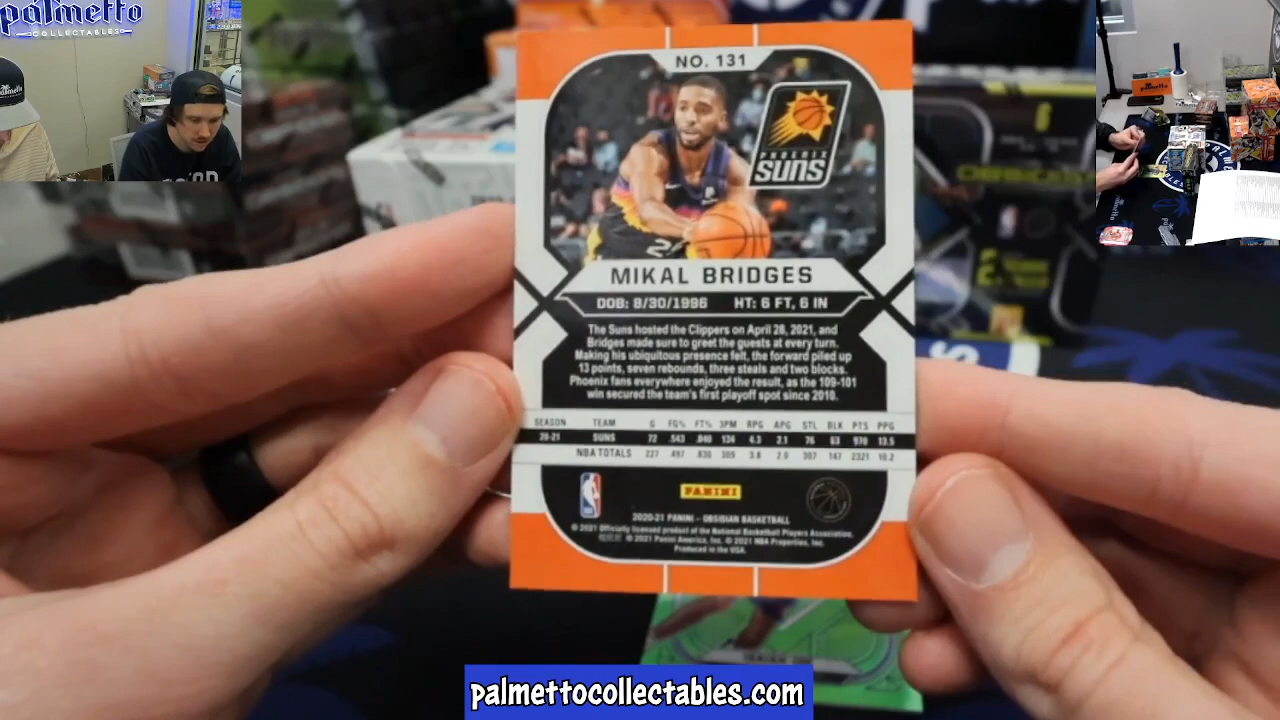 palmetto
COLLECTABLES
NO. 131
PHOENIX
SUNS
MIKAL BRIDGES
DOB: 8/30/1996 HT: 6 FT, 6 IN
The Suns hosted the Clippers on April 28, 2021, and
Bridges made sure to greet the guests at every turn.
Making his ubiquitous presence felt, the forward piled up
13 points, seven rebounds, three steals and two blocks.
Phoenix fans everywhere enjoyed the result, as the 109-101
win secured the team's first playoff spot since 2010.
SEASON TEAM G FG% FT% 3PM RPG APG STL BLK PTS PPG
20-21 SUNS 72 .543 .840 134 4.3 2.1 76 63 970 13.5
NBA TOTALS 227 .497 .830 309 3.8 2.0 307 147 2321 10.2
PANINI
2020-21 PANINI - OBSIDIAN BASKETBALL
© 2021 Officially licensed product of the National Basketball Players Association.
© 2021 Panini America, Inc. © 2021 NBA Properties, Inc.
Produced in the USA.
palmettocollectables.com